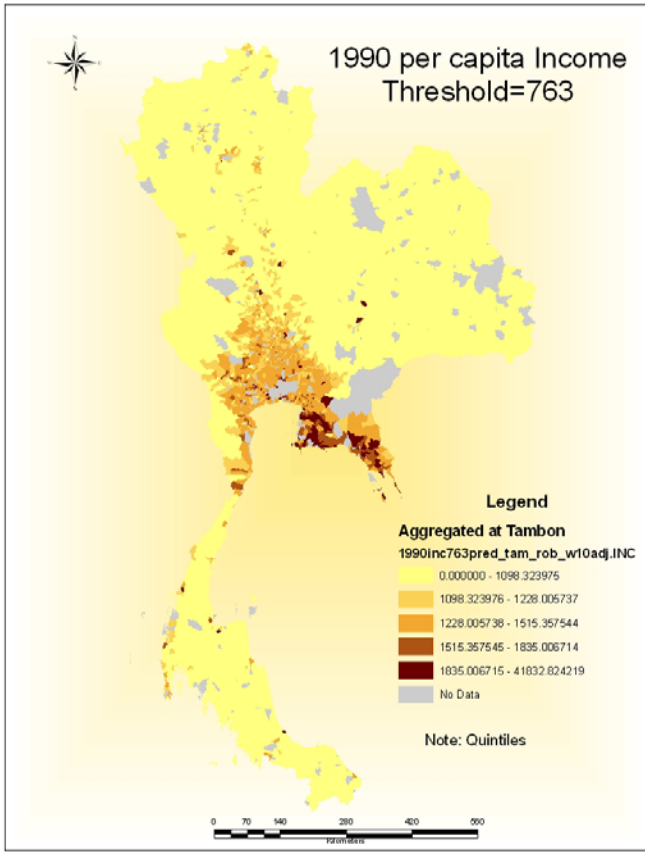 1990 per capita Income
Threshold=763
Legend
Aggregated at Tambon
1990inc763pred_tam_rob_w10adj.INC
0.000000 - 1098.323975
1098.323976 - 1228.005737
1228.005738 - 1515.357544
1515.357545 - 1835.006714
1835.006715 - 41832.824219
No Data
Note: Quintiles
0 70 140 280 420 560
Kilometers